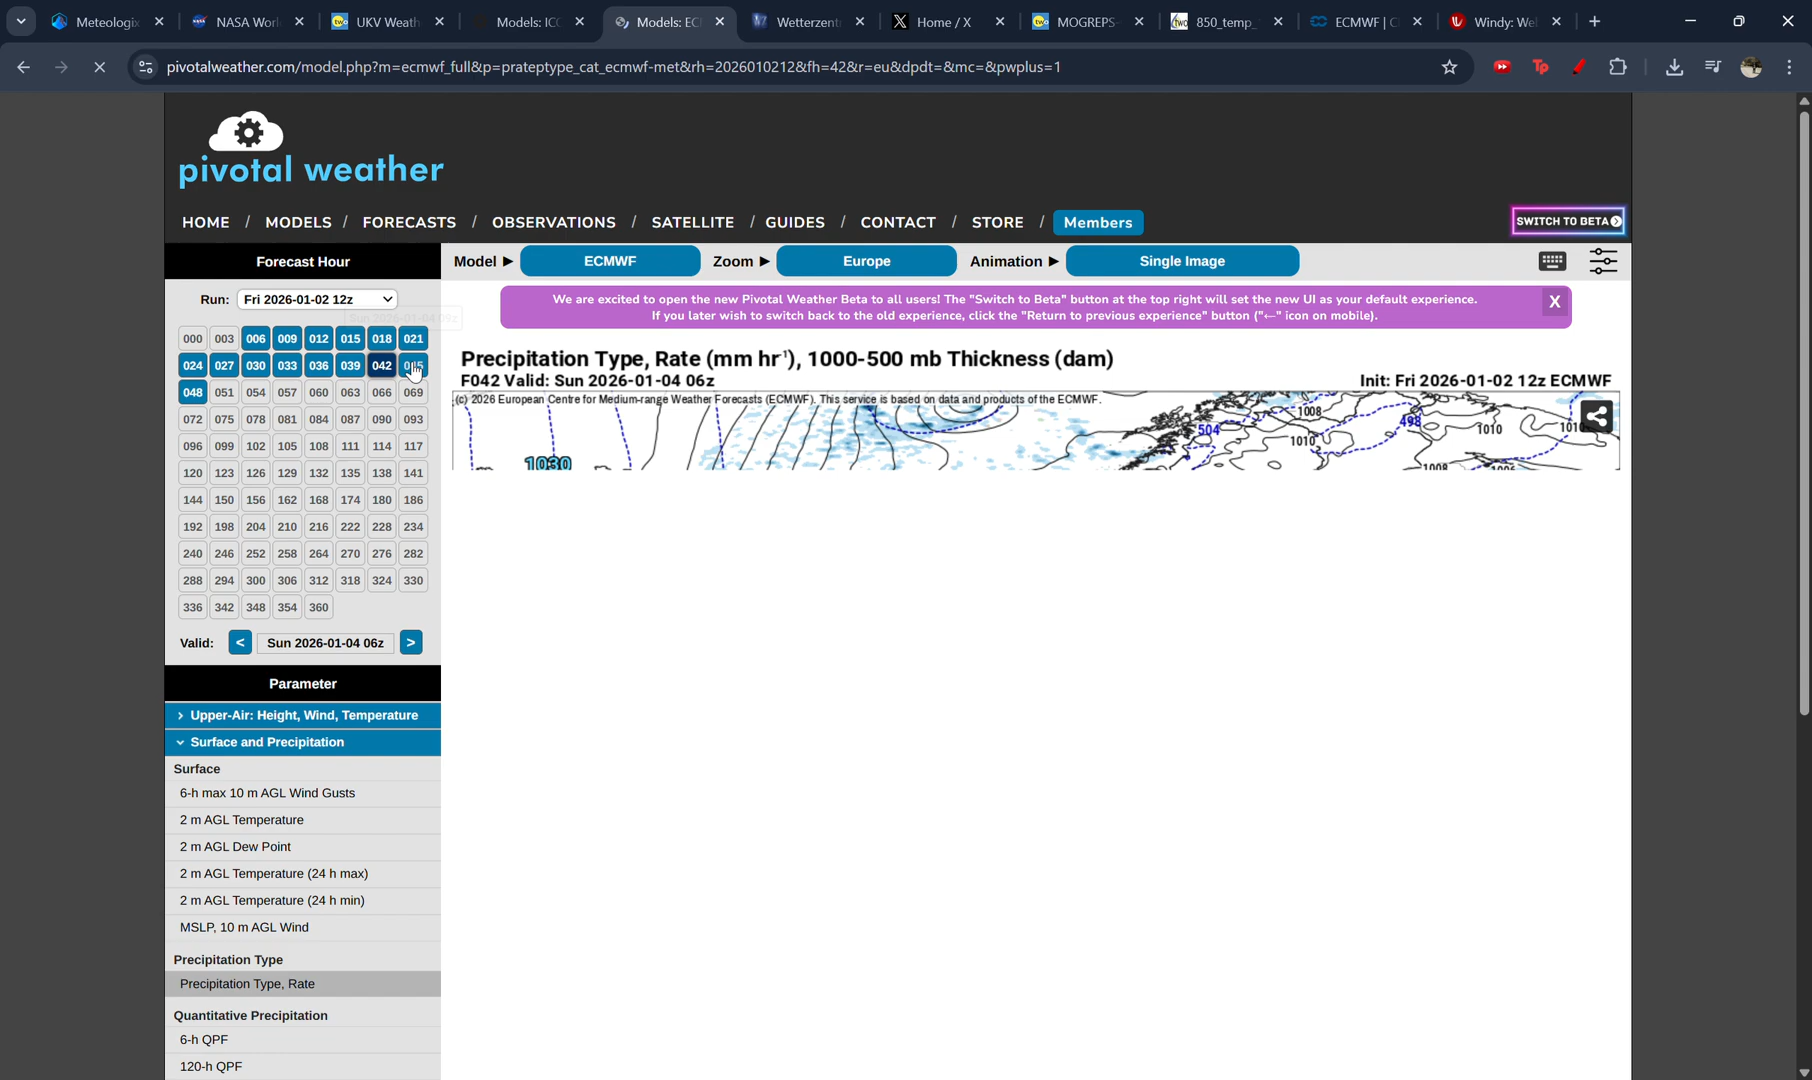 Meteologix
NASA Worl
UKV Weath
Models: ICO
Models: EC
Wetterzent
Home / X
MOGREPS-
850_temp_
ECMWF | C
Windy: We
pivotalweather.com/model.php?m=ecmwf_full&p=prateptype_cat_ecmwf-met&rh=2026010212&fh=42&r=eu&dpdt=&mc=&pwplus=1
pivotal weather
HOME / MODELS / FORECASTS / OBSERVATIONS / SATELLITE / GUIDES / CONTACT / STORE / Members
SWITCH TO BETA
Forecast Hour
Model ▶ ECMWF Zoom ▶ Europe Animation ▶ Single Image
Run: Fri 2026-01-02 12z
Sun 2026-01-04 09z
We are excited to open the new Pivotal Weather Beta to all users! The "Switch to Beta" button at the top right will set the new UI as your default experience.
If you later wish to switch back to the old experience, click the "Return to previous experience" button ("←" icon on mobile).
X
000 003 006 009 012 015 018 021
024 027 030 033 036 039 042
048 051 054 057 060 063 066 069
072 075 078 081 084 087 090 093
096 099 102 105 108 111 114 117
120 123 126 129 132 135 138 141
144 150 156 162 168 174 180 186
192 198 204 210 216 222 228 234
240 246 252 258 264 270 276 282
288 294 300 306 312 318 324 330
336 342 348 354 360
Valid: < Sun 2026-01-04 06z >
Precipitation Type, Rate (mm hr⁻¹), 1000-500 mb Thickness (dam)
F042 Valid: Sun 2026-01-04 06z
Init: Fri 2026-01-02 12z ECMWF
(c) 2026 European Centre for Medium-range Weather Forecasts (ECMWF). This service is based on data and products of the ECMWF.
1008
504
498
1010
1010
1010
1030
1008
Parameter
> Upper-Air: Height, Wind, Temperature
Surface and Precipitation
Surface
6-h max 10 m AGL Wind Gusts
2 m AGL Temperature
2 m AGL Dew Point
2 m AGL Temperature (24 h max)
2 m AGL Temperature (24 h min)
MSLP, 10 m AGL Wind
Precipitation Type
Precipitation Type, Rate
Quantitative Precipitation
6-h QPF
120-h QPF